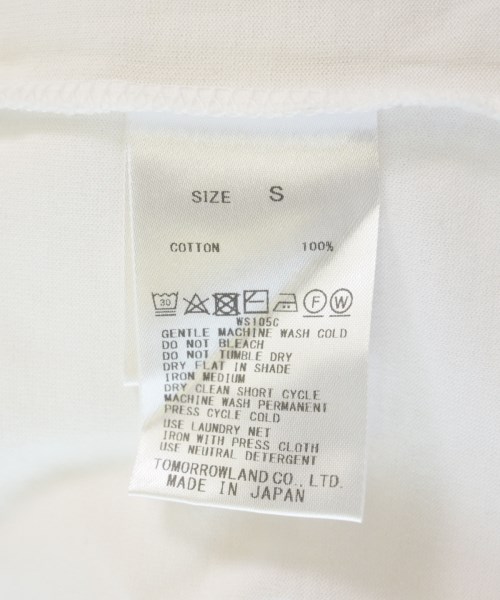 SIZE S
COTTON 100%
30 F W
WS105C
GENTLE MACHINE WASH COLD
DO NOT BLEACH
DO NOT TUMBLE DRY
DRY FLAT IN SHADE
IRON MEDIUM
DRY CLEAN SHORT CYCLE
MACHINE WASH PERMANENT
PRESS CYCLE COLD
USE LAUNDRY NET
IRON WITH PRESS CLOTH
USE NEUTRAL DETERGENT
TOMORROWLAND CO., LTD.
MADE IN JAPAN